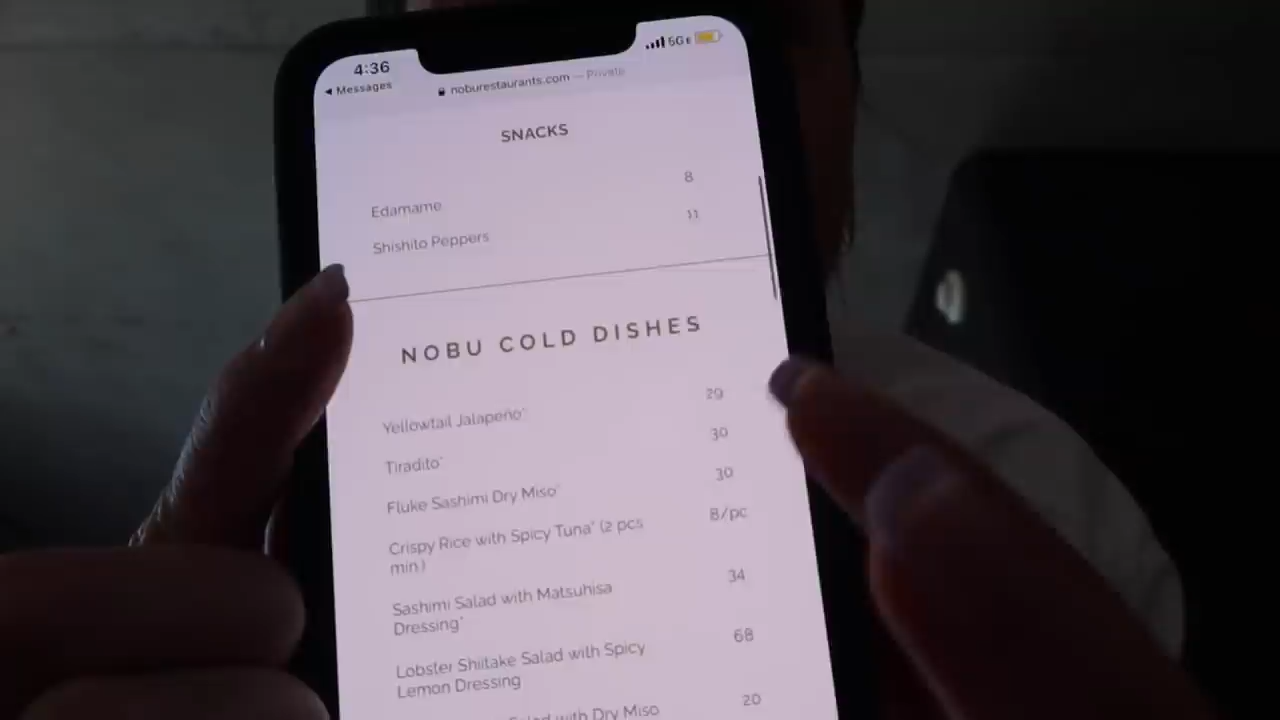 4:36
5GE
◀ Messages
noburestaurants.com — Private
SNACKS
Edamame 8
Shishito Peppers 11
NOBU COLD DISHES
Yellowtail Jalapeño* 29
Tiradito* 30
Fluke Sashimi Dry Miso* 30
Crispy Rice with Spicy Tuna* (2 pcs 8/pc
min.)
Sashimi Salad with Matsuhisa 34
Dressing*
Lobster Shiitake Salad with Spicy 68
Lemon Dressing
Salad with Dry Miso 20